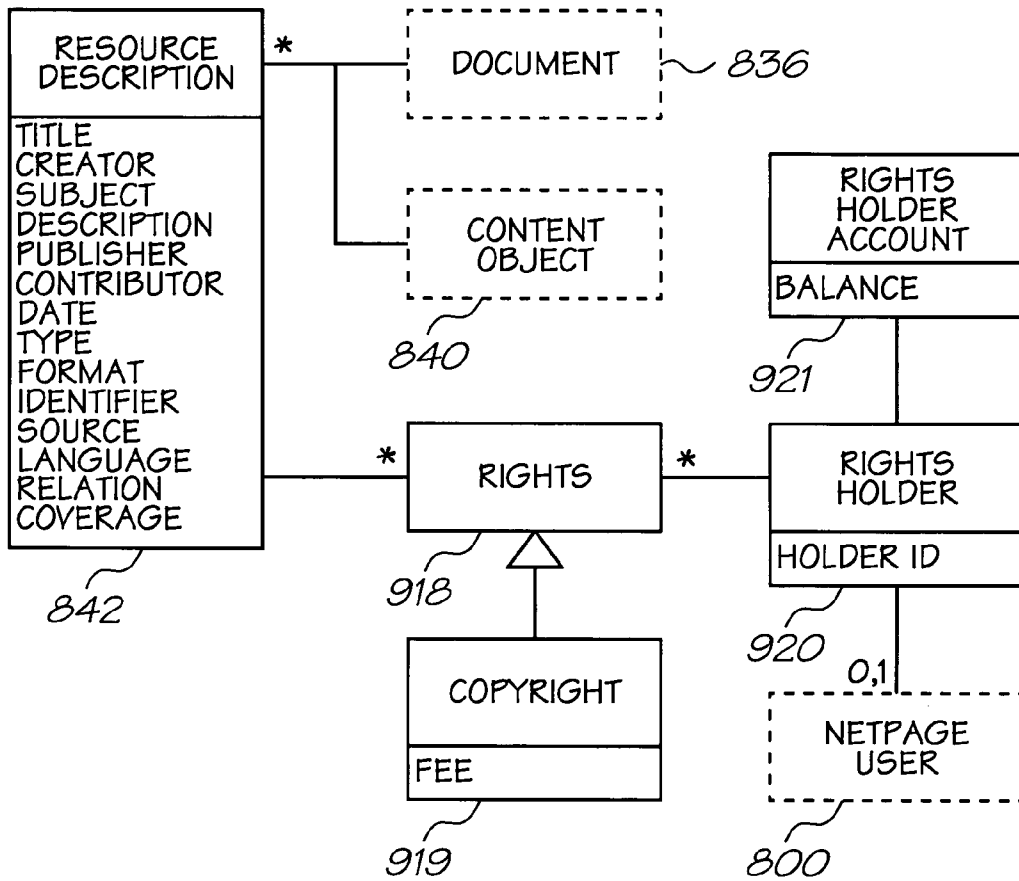 RESOURCE
DESCRIPTION
TITLE
CREATOR
SUBJECT
DESCRIPTION
PUBLISHER
CONTRIBUTOR
DATE
TYPE
FORMAT
IDENTIFIER
SOURCE
LANGUAGE
RELATION
COVERAGE
842
*
DOCUMENT
836
CONTENT
OBJECT
840
RIGHTS
HOLDER
ACCOUNT
BALANCE
921
*
RIGHTS
918
*
RIGHTS
HOLDER
HOLDER ID
920
COPYRIGHT
FEE
919
0,1
NETPAGE
USER
800